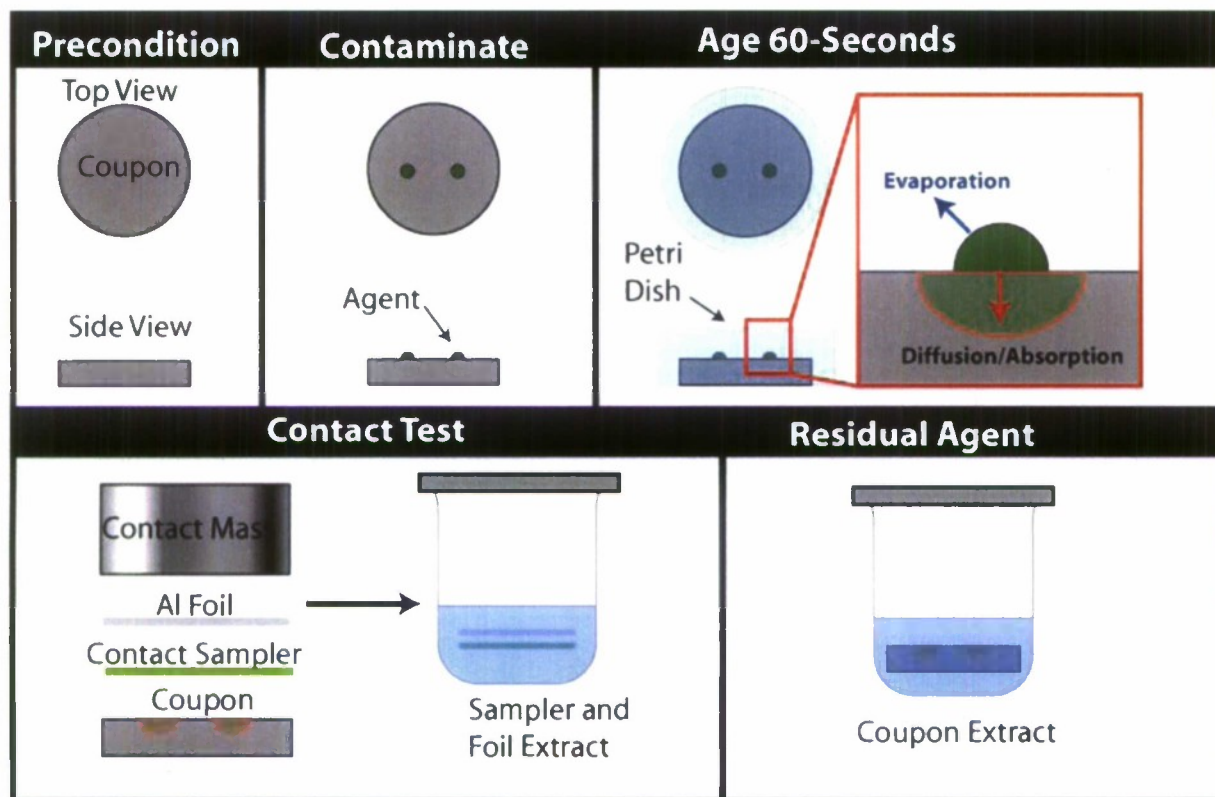 Precondition
Contaminate
Age 60-Seconds
Top View
Coupon
Side View
Agent
Petri
Dish
Evaporation
Diffusion/Absorption
Contact Test
Residual Agent
Contact Mas
Al Foil
Contact Sampler
Coupon
Sampler and
Foil Extract
Coupon Extract